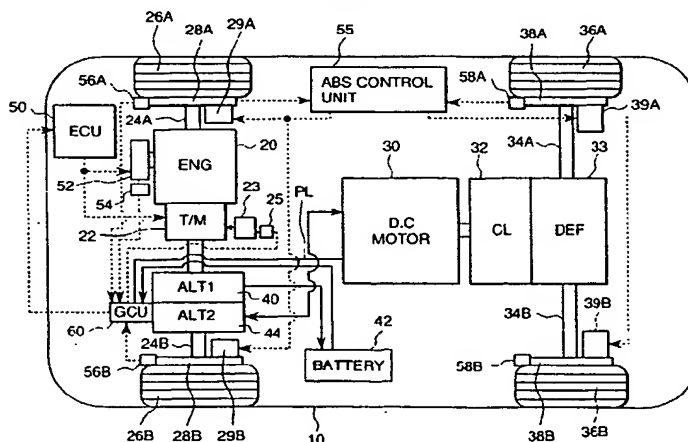 26A
28A
29A
55
38A
36A
56A
ABS CONTROL
UNIT
58A
50
24A
39A
ECU
20
34A
ENG
30
32
33
52
54
23
25
PL
T/M
D.C
MOTOR
CL
DEF
22
ALT1
40
GCU
ALT2
44
34B
39B
60
24B
42
BATTERY
56B
58B
26B
28B
29B
10
38B
36B